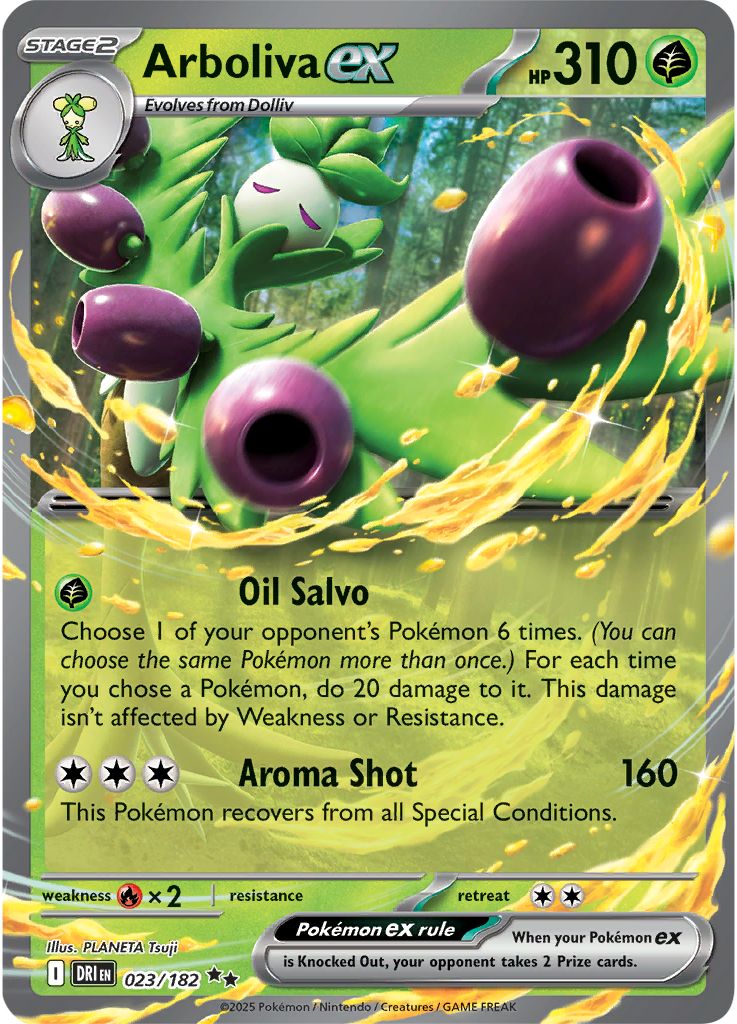 STAGE2
Arboliva ex
HP 310
Evolves from Dolliv
Oil Salvo
Choose 1 of your opponent's Pokémon 6 times. (You can
choose the same Pokémon more than once.) For each time
you chose a Pokémon, do 20 damage to it. This damage
isn't affected by Weakness or Resistance.
Aroma Shot 160
This Pokémon recovers from all Special Conditions.
weakness ×2 resistance retreat
Illus. PLANETA Tsuji
Pokémon ex rule
When your Pokémon ex
is Knocked Out, your opponent takes 2 Prize cards.
I DRI EN 023/182
©2025 Pokémon / Nintendo / Creatures / GAME FREAK